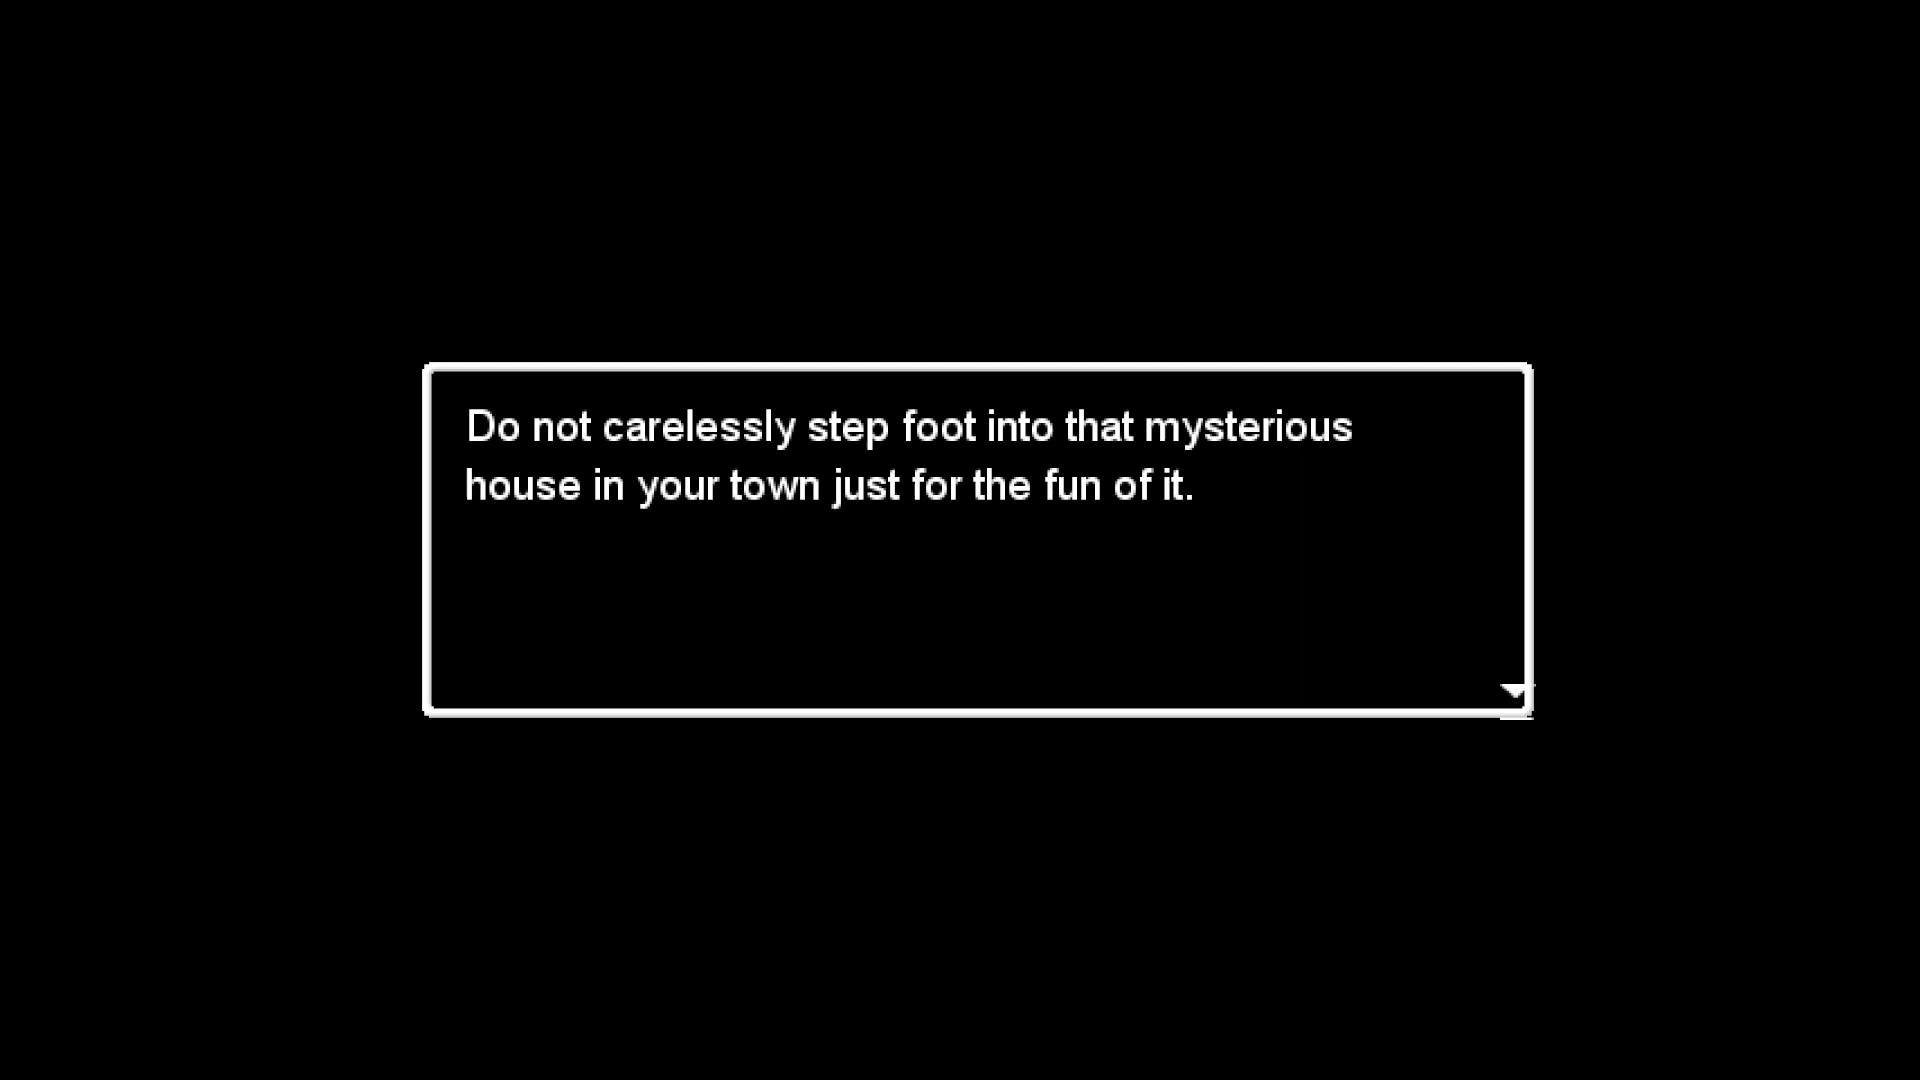 Do not carelessly step foot into that mysterious
house in your town just for the fun of it.